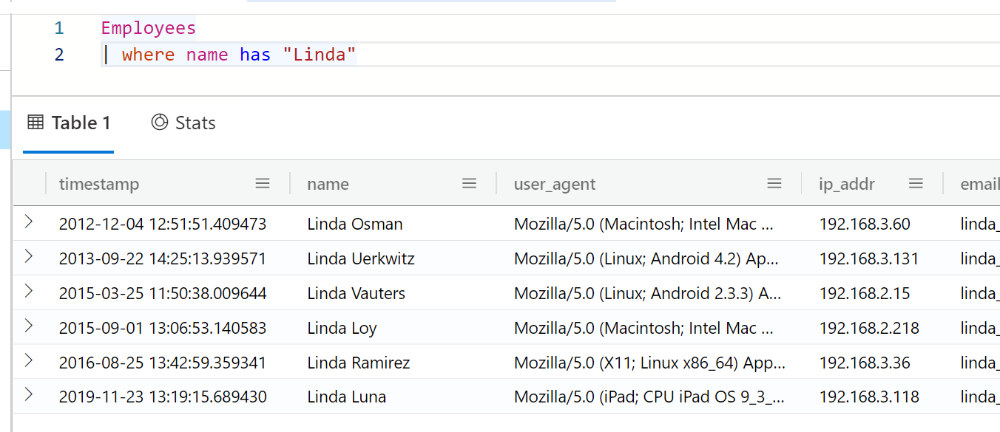 1 Employees
2 | where name has "Linda"
Table 1 Stats
timestamp name user_agent ip_addr email
2012-12-04 12:51:51.409473 Linda Osman Mozilla/5.0 (Macintosh; Intel Mac ... 192.168.3.60 linda_
2013-09-22 14:25:13.939571 Linda Uerkwitz Mozilla/5.0 (Linux; Android 4.2) Ap... 192.168.3.131 linda_
2015-03-25 11:50:38.009644 Linda Vauters Mozilla/5.0 (Linux; Android 2.3.3) A... 192.168.2.15 linda_
2015-09-01 13:06:53.140583 Linda Loy Mozilla/5.0 (Macintosh; Intel Mac ... 192.168.2.218 linda_
2016-08-25 13:42:59.359341 Linda Ramirez Mozilla/5.0 (X11; Linux x86_64) App... 192.168.3.36 linda_
2019-11-23 13:19:15.689430 Linda Luna Mozilla/5.0 (iPad; CPU iPad OS 9_3_... 192.168.3.118 linda_